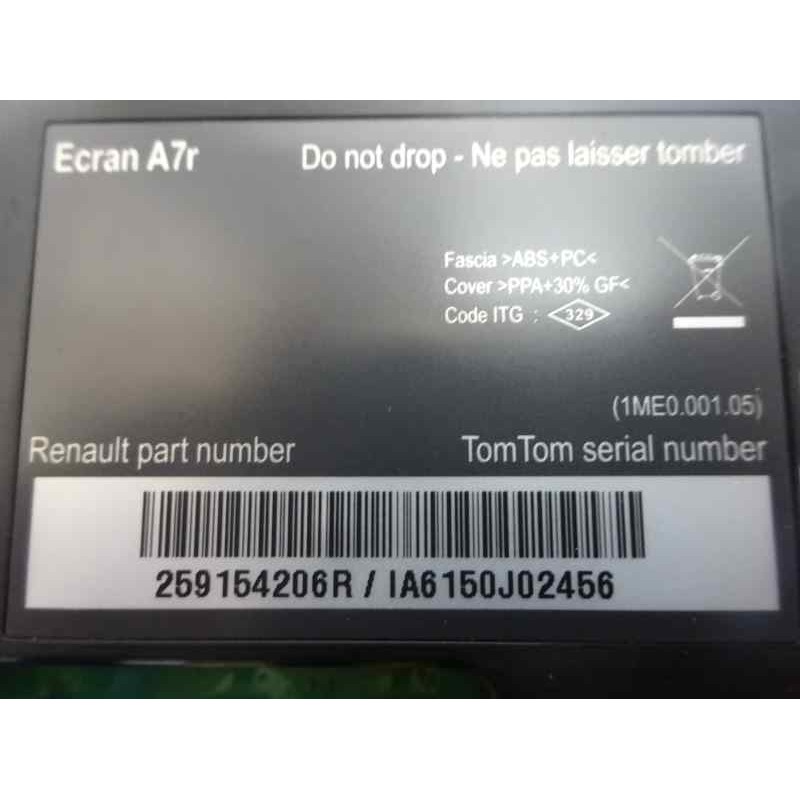 Ecran A7r Do not drop - Ne pas laisser tomber
Fascia >ABS+PC<
Cover >PPA+30% GF<
Code ITG : 329
(1ME0.001.05)
Renault part number TomTom serial number
259154206R / IA6150J02456